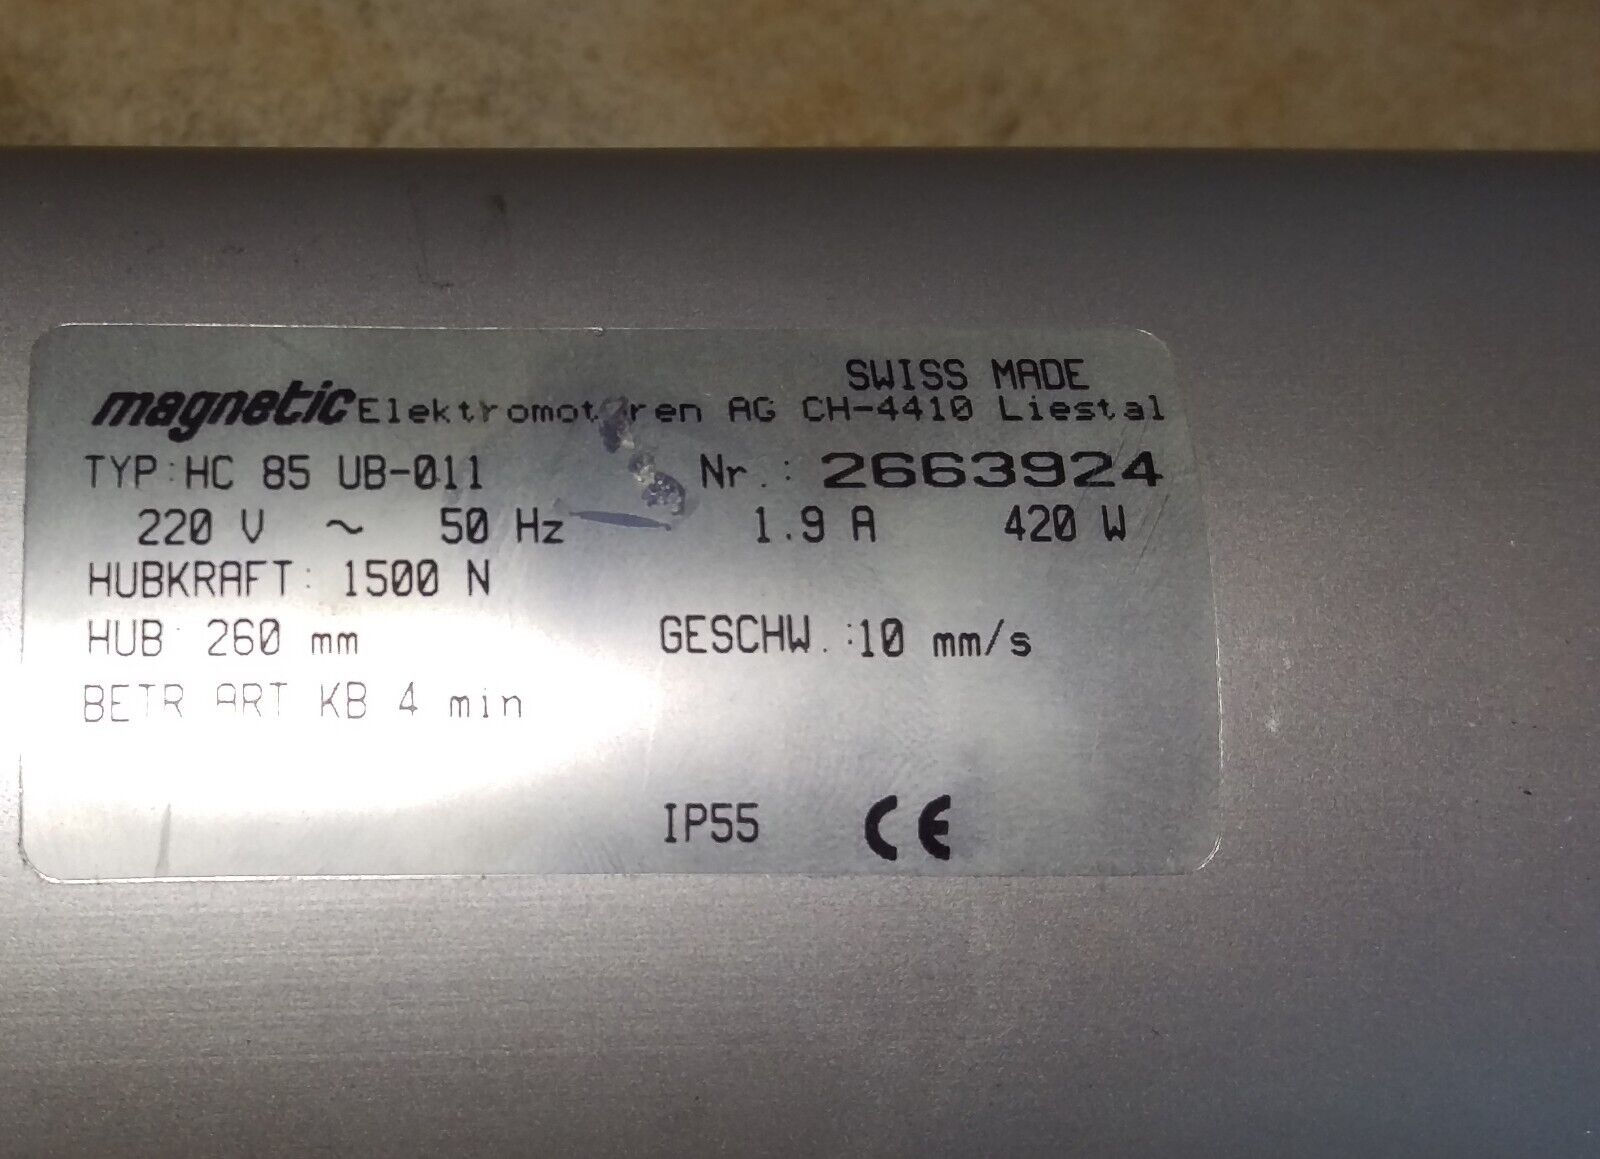 SWISS MADE
magnetic Elektromotoren AG CH-4410 Liestal
TYP:HC 85 UB-011 Nr.: 2663924
220 V ~ 50 Hz 1.9 A 420 W
HUBKRAFT: 1500 N
HUB: 260 mm GESCHW.:10 mm/s
BETR ART KB 4 min
IP55 CE